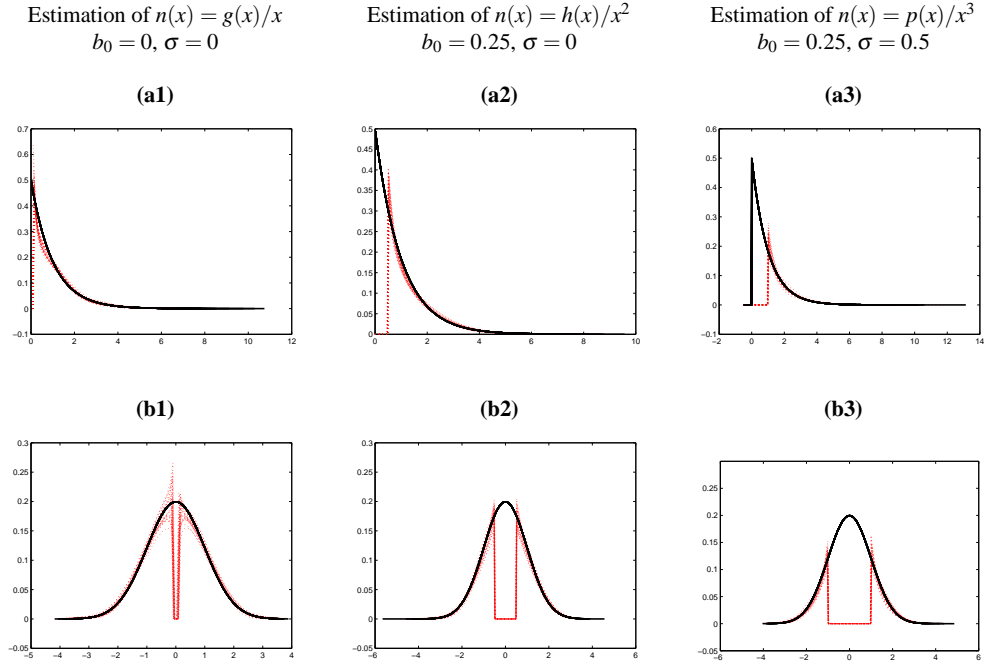 Estimation of n(x) = g(x)/x
b₀ = 0, σ = 0
Estimation of n(x) = h(x)/x²
b₀ = 0.25, σ = 0
Estimation of n(x) = p(x)/x³
b₀ = 0.25, σ = 0.5
(a1)
(a2)
(a3)
0.7
0.6
0.5
0.4
0.3
0.2
0.1
0
−0.1
0 2 4 6 8 10 12
0.5
0.45
0.4
0.35
0.3
0.25
0.2
0.15
0.1
0.05
0
0 2 4 6 8 10
0.6
0.5
0.4
0.3
0.2
0.1
0
−0.1
−2 0 2 4 6 8 10 12 14
(b1)
(b2)
(b3)
0.3
0.25
0.2
0.15
0.1
0.05
0
−0.05
−5 −4 −3 −2 −1 0 1 2 3 4
0.3
0.25
0.2
0.15
0.1
0.05
0
−0.05
−6 −4 −2 0 2 4 6
0.25
0.2
0.15
0.1
0.05
0
−0.05
−6 −4 −2 0 2 4 6